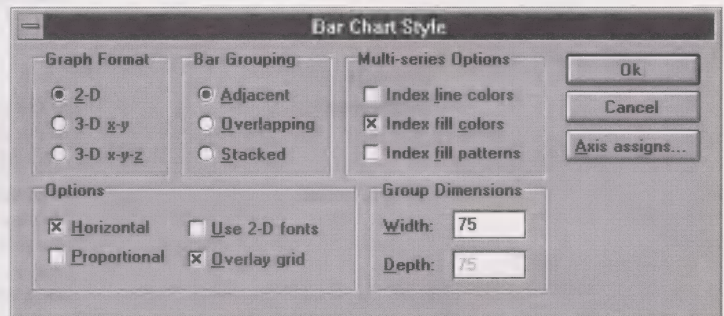 Bar Chart Style
Graph Format
2-D
3-D x-y
3-D x-y-z
Bar Grouping
Adjacent
Overlapping
Stacked
Multi-series Options
Index line colors
Index fill colors
Index fill patterns
Ok
Cancel
Axis assigns...
Options
Horizontal
Use 2-D fonts
Proportional
Overlay grid
Group Dimensions
Width: 75
Depth: 75